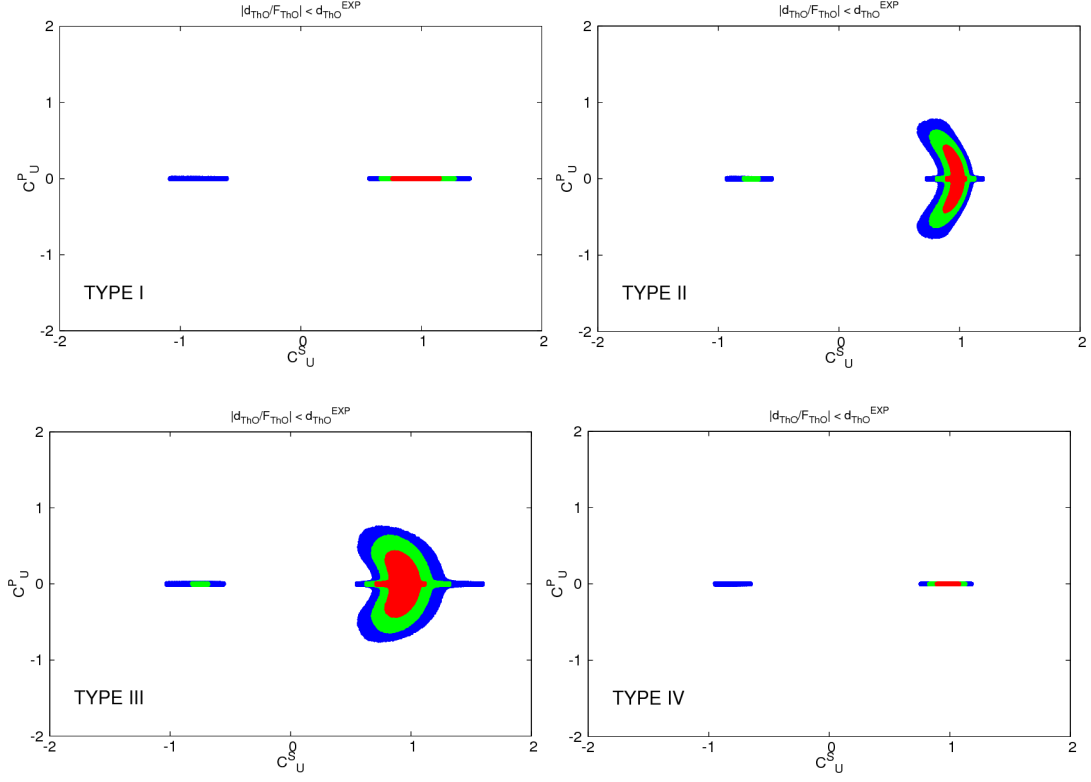 |d_ThO/F_ThO| < d_ThO^EXP
2
1
0
-1
-2
C^P_U
TYPE I
-2
-1
0
1
2
C^S_U
|d_ThO/F_ThO| < d_ThO^EXP
2
1
0
-1
-2
C^P_U
TYPE II
-2
-1
0
1
2
C^S_U
|d_ThO/F_ThO| < d_ThO^EXP
2
1
0
-1
-2
C^P_U
TYPE III
-2
-1
0
1
2
C^S_U
|d_ThO/F_ThO| < d_ThO^EXP
2
1
0
-1
-2
C^P_U
TYPE IV
-2
-1
0
1
2
C^S_U